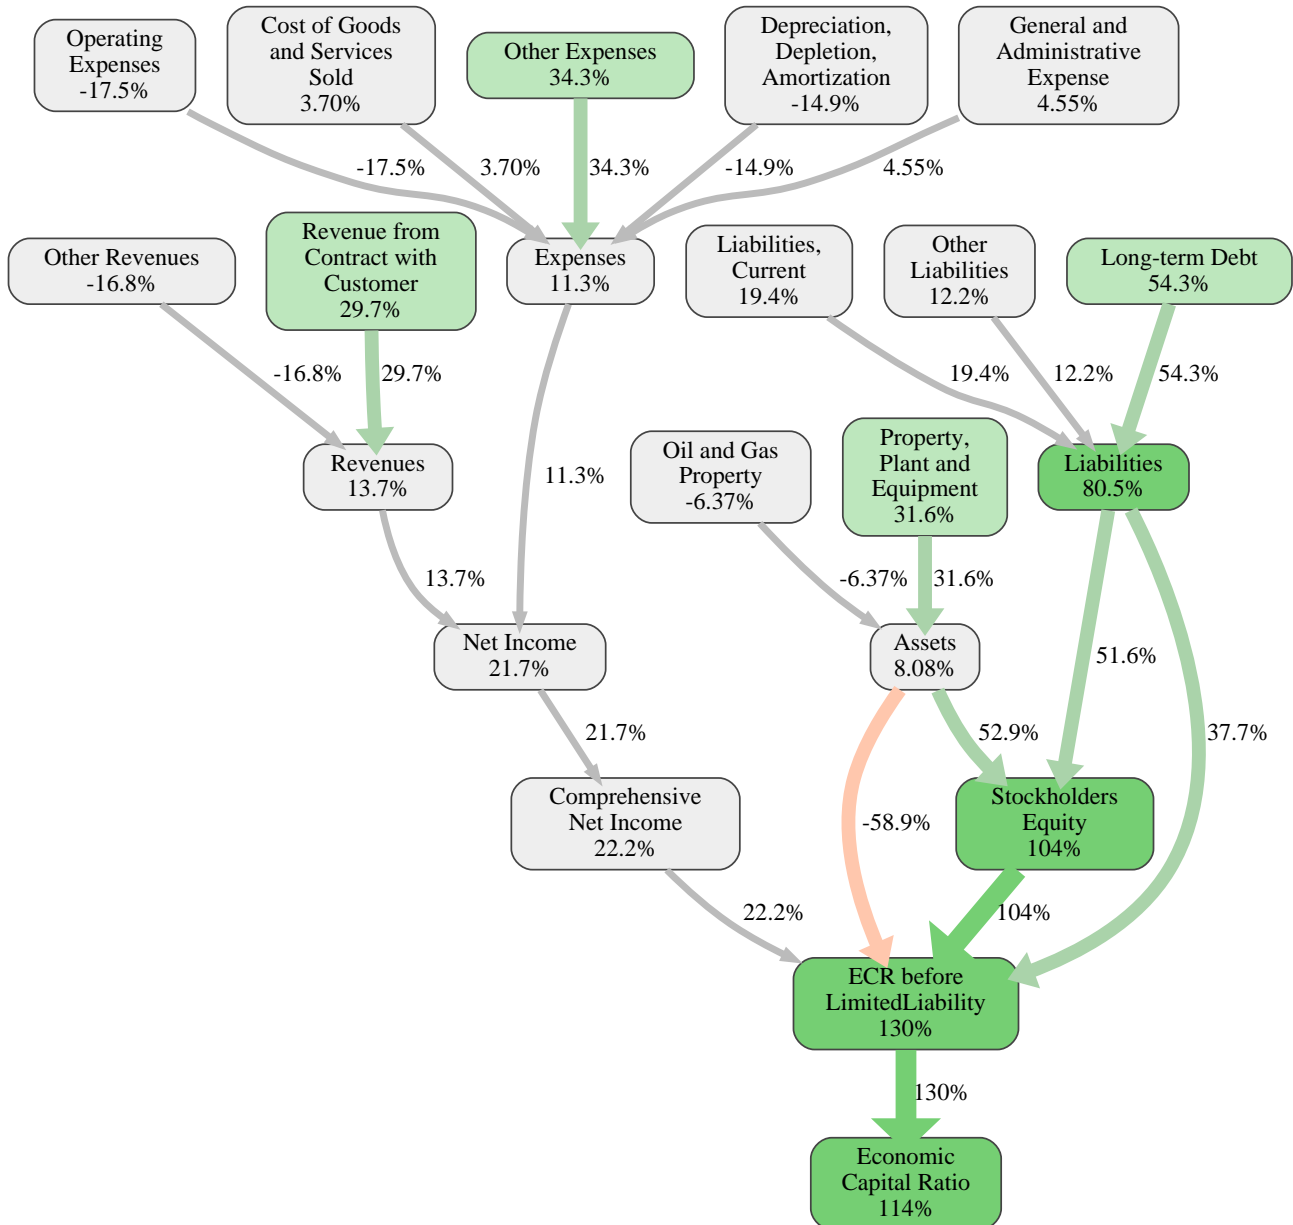 Operating
Expenses
-17.5%
Cost of Goods
and Services
Sold
3.70%
Other Expenses
34.3%
Depreciation,
Depletion,
Amortization
-14.9%
General and
Administrative
Expense
4.55%
-17.5%
3.70%
34.3%
-14.9%
4.55%
Other Revenues
-16.8%
Revenue from
Contract with
Customer
29.7%
Expenses
11.3%
Liabilities,
Current
19.4%
Other
Liabilities
12.2%
Long-term Debt
54.3%
-16.8%
29.7%
19.4%
12.2%
54.3%
Revenues
13.7%
11.3%
Oil and Gas
Property
-6.37%
Property,
Plant and
Equipment
31.6%
Liabilities
80.5%
13.7%
-6.37%
31.6%
Net Income
21.7%
Assets
8.08%
51.6%
21.7%
52.9%
37.7%
Comprehensive
Net Income
22.2%
-58.9%
Stockholders
Equity
104%
22.2%
104%
ECR before
LimitedLiability
130%
130%
Economic
Capital Ratio
114%